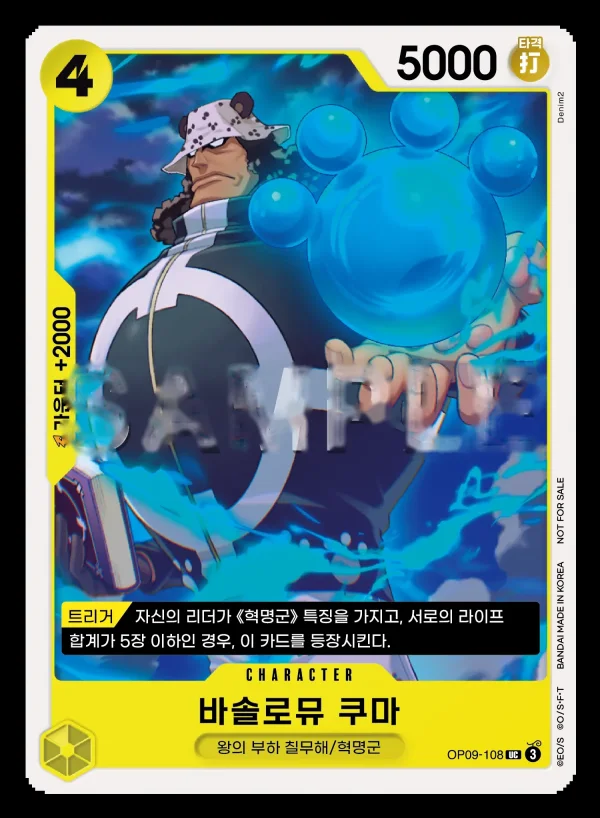 4
5000
타격
打
Denim2
가운터 +2000
SAMPLE
트리거 자신의 리더가 《혁명군》 특징을 가지고, 서로의 라이프
합계가 5장 이하인 경우, 이 카드를 등장시킨다.
CHARACTER
바솔로뮤 쿠마
왕의 부하 칠무해/혁명군
OP09-108 UC 3
©EO/S ©O/S·F·T BANDAI MADE IN KOREA NOT FOR SALE